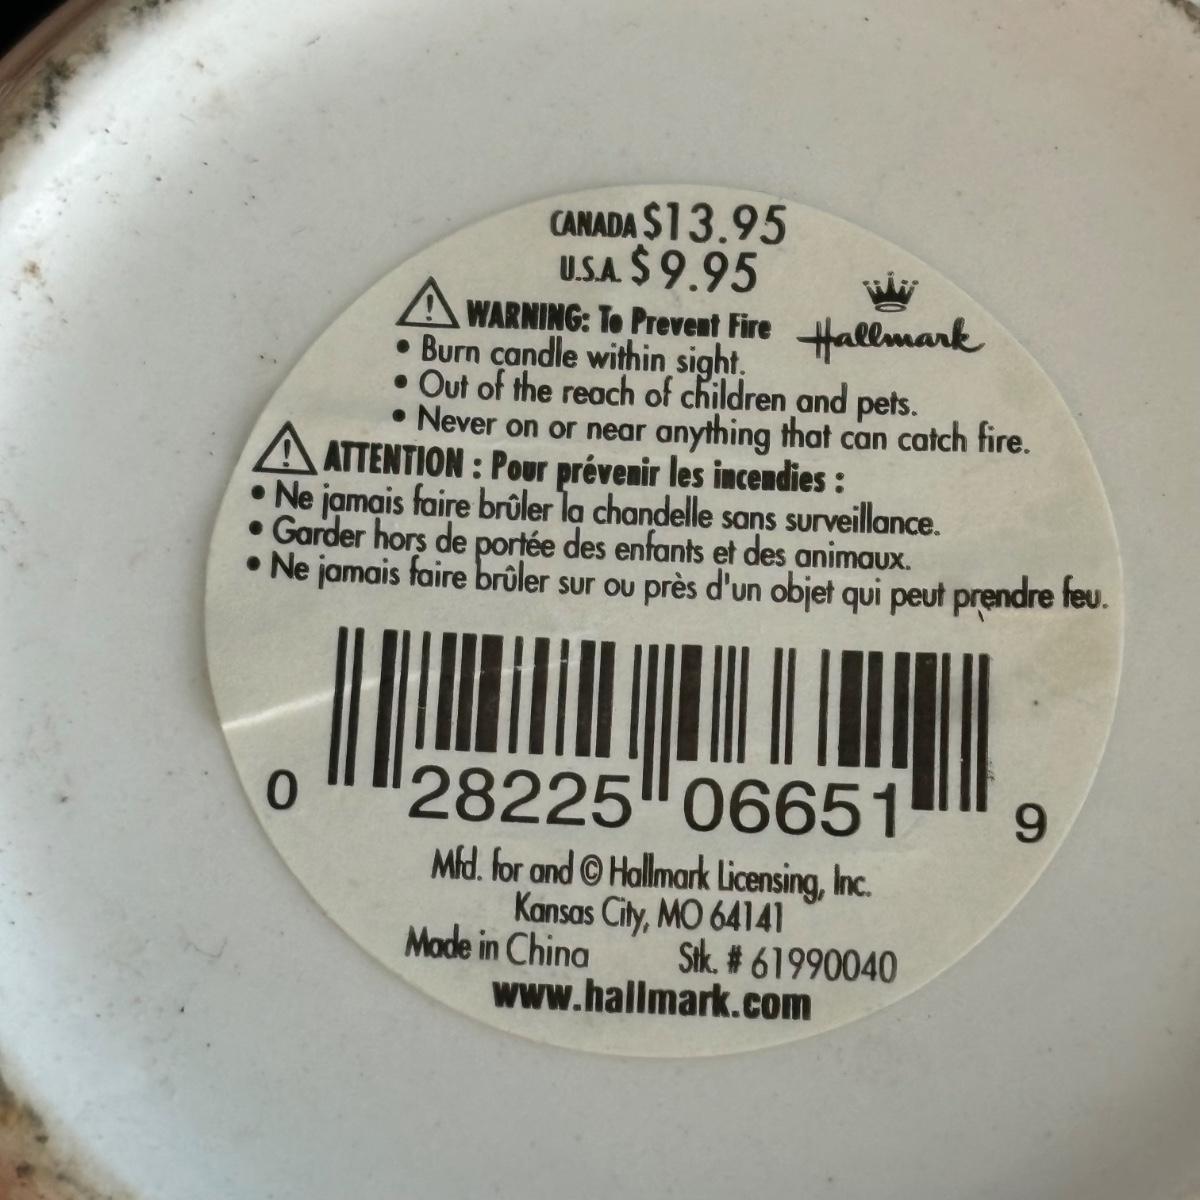 CANADA $13.95
U.S.A. $9.95
⚠ WARNING: To Prevent Fire
Hallmark
• Burn candle within sight.
• Out of the reach of children and pets.
• Never on or near anything that can catch fire.
⚠ ATTENTION : Pour prévenir les incendies :
• Ne jamais faire brûler la chandelle sans surveillance.
• Garder hors de portée des enfants et des animaux.
• Ne jamais faire brûler sur ou près d'un objet qui peut prendre feu.
0 28225 06651 9
Mfd. for and © Hallmark Licensing, Inc.
Kansas City, MO 64141
Made in China Stk. # 61990040
www.hallmark.com